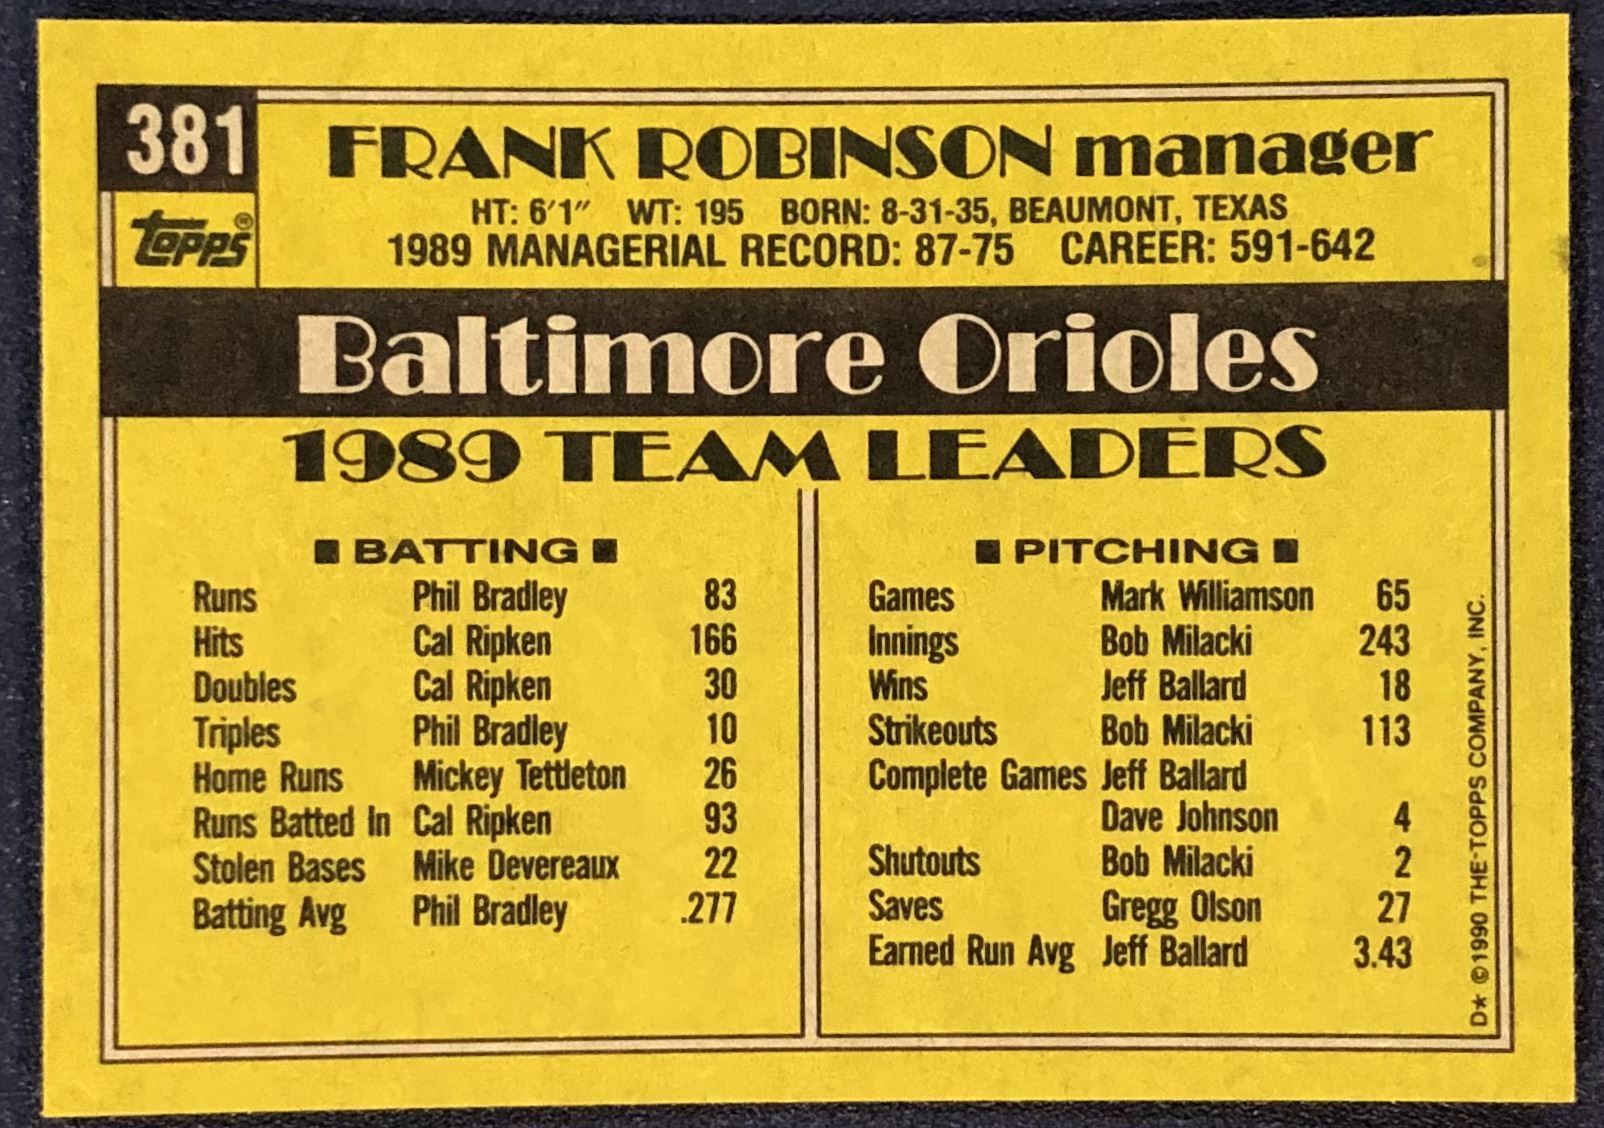 381
FRANK ROBINSON manager
topps®
HT: 6'1" WT: 195 BORN: 8-31-35, BEAUMONT, TEXAS
1989 MANAGERIAL RECORD: 87-75 CAREER: 591-642
Baltimore Orioles
1989 TEAM LEADERS
BATTING
Runs Phil Bradley 83
Hits Cal Ripken 166
Doubles Cal Ripken 30
Triples Phil Bradley 10
Home Runs Mickey Tettleton 26
Runs Batted In Cal Ripken 93
Stolen Bases Mike Devereaux 22
Batting Avg Phil Bradley .277
PITCHING
Games Mark Williamson 65
Innings Bob Milacki 243
Wins Jeff Ballard 18
Strikeouts Bob Milacki 113
Complete Games Jeff Ballard
Dave Johnson 4
Shutouts Bob Milacki 2
Saves Gregg Olson 27
Earned Run Avg Jeff Ballard 3.43
D★ ©1990 THE TOPPS COMPANY, INC.